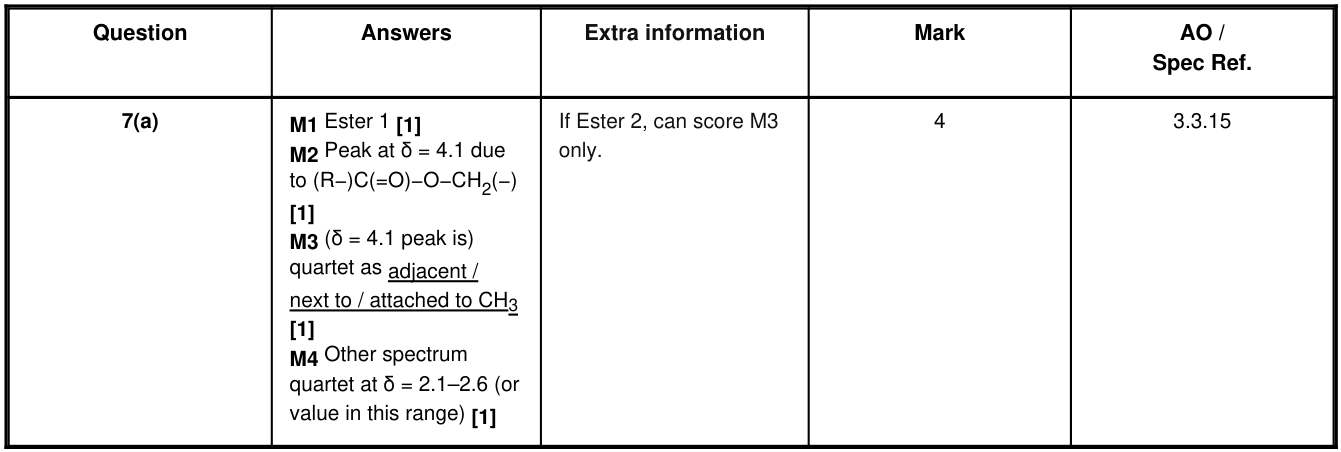 Question Answers Extra information Mark AO /
Spec Ref.
7(a) M1 Ester 1 [1] If Ester 2, can score M3 4 3.3.15
M2 Peak at δ = 4.1 due only.
to (R−)C(=O)−O−CH2(−)
[1]
M3 (δ = 4.1 peak is)
quartet as adjacent /
next to / attached to CH3
[1]
M4 Other spectrum
quartet at δ = 2.1–2.6 (or
value in this range) [1]